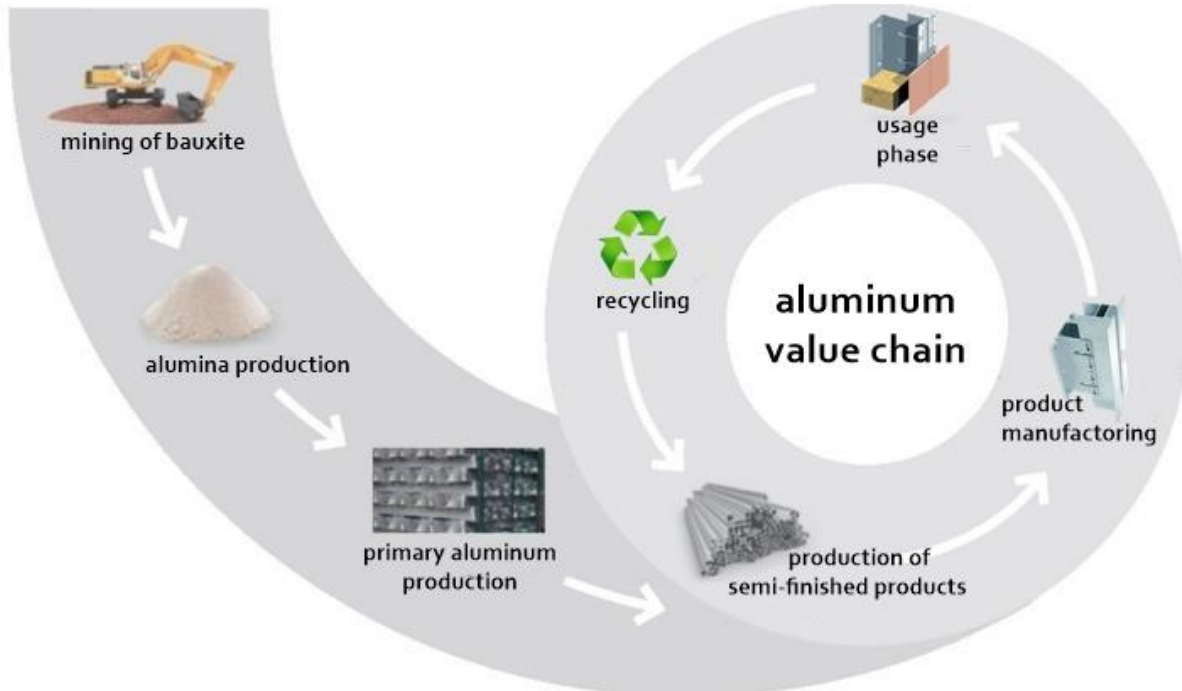 mining of bauxite
alumina production
primary aluminum
production
production of
semi-finished products
product
manufactoring
usage
phase
recycling
aluminum
value chain